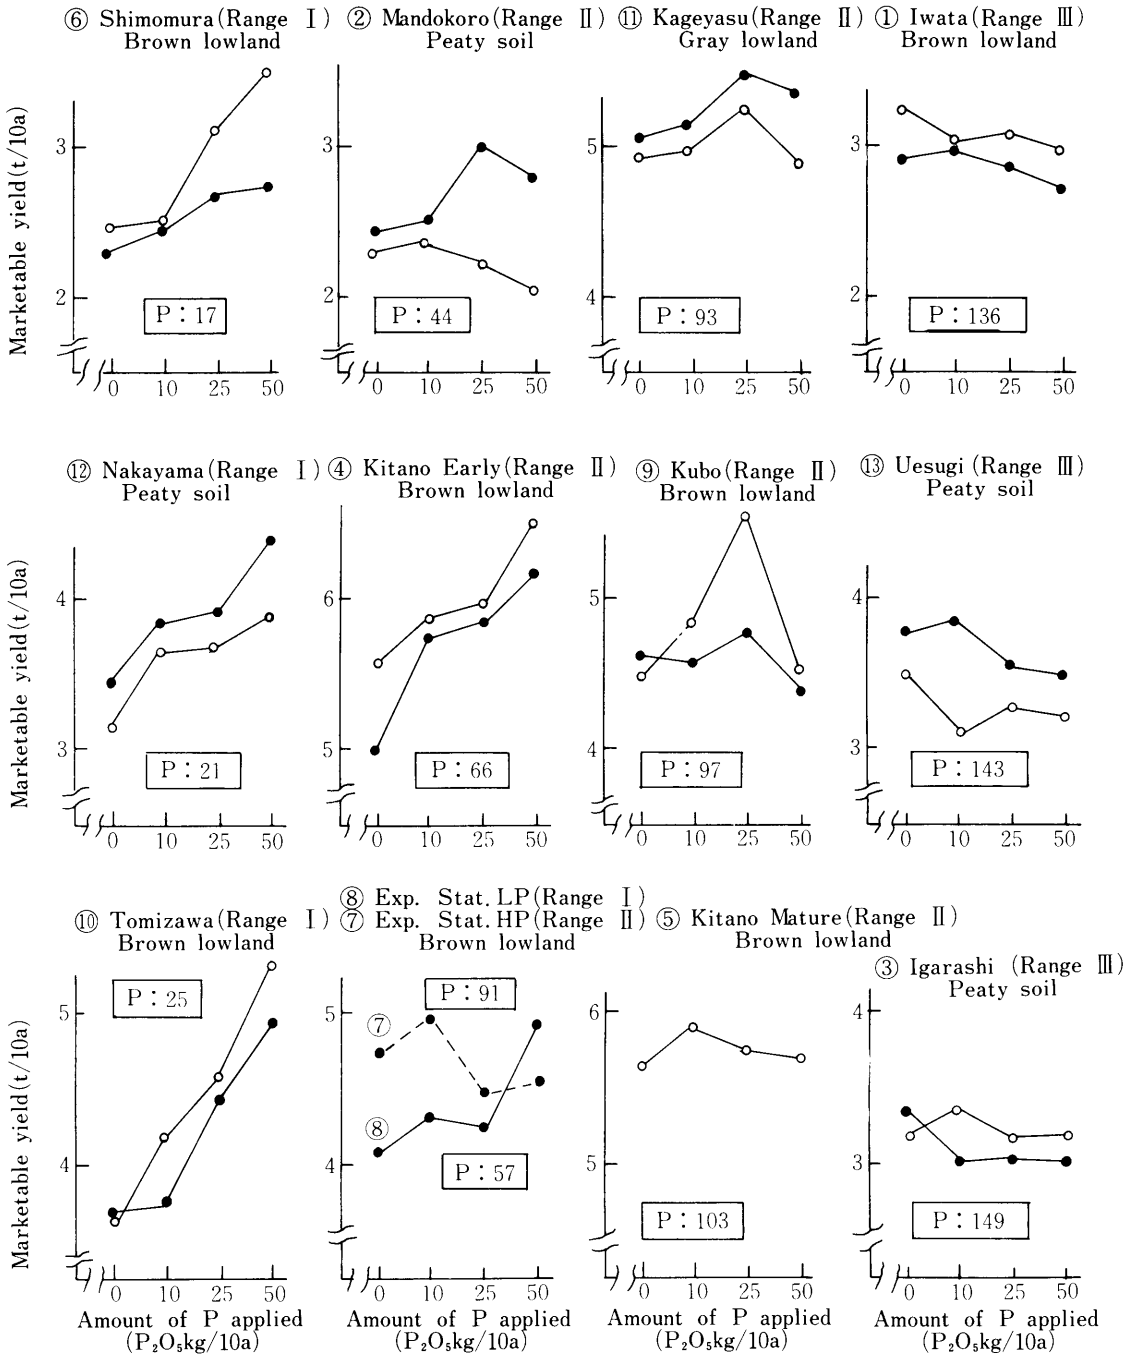 ⑥ Shimomura(Range Ⅰ)
Brown lowland
② Mandokoro(Range Ⅱ)
Peaty soil
⑪ Kageyasu(Range Ⅱ)
Gray lowland
① Iwata(Range Ⅲ)
Brown lowland
Marketable yield(t/10a)
3
2
P：17
0 10 25 50
3
2
P：44
0 10 25 50
5
4
P：93
0 10 25 50
3
2
P：136
0 10 25 50
⑫ Nakayama(Range Ⅰ)
Peaty soil
④ Kitano Early(Range Ⅱ)
Brown lowland
⑨ Kubo(Range Ⅱ)
Brown lowland
⑬ Uesugi(Range Ⅲ)
Peaty soil
Marketable yield(t/10a)
4
3
P：21
0 10 25 50
6
5
P：66
0 10 25 50
5
4
P：97
0 10 25 50
4
3
P：143
0 10 25 50
⑩ Tomizawa(Range Ⅰ)
Brown lowland
⑧ Exp. Stat. LP(Range Ⅰ)
⑦ Exp. Stat. HP(Range Ⅱ)
Brown lowland
⑤ Kitano Mature(Range Ⅱ)
Brown lowland
③ Igarashi (Range Ⅲ)
Peaty soil
Marketable yield(t/10a)
5
4
P：25
0 10 25 50
Amount of P applied
(P₂O₅kg/10a)
5
4
P：91
⑦
⑧
P：57
0 10 25 50
Amount of P applied
(P₂O₅kg/10a)
6
5
P：103
0 10 25 50
Amount of P applied
(P₂O₅kg/10a)
4
3
P：149
0 10 25 50
Amount of P applied
(P₂O₅kg/10a)